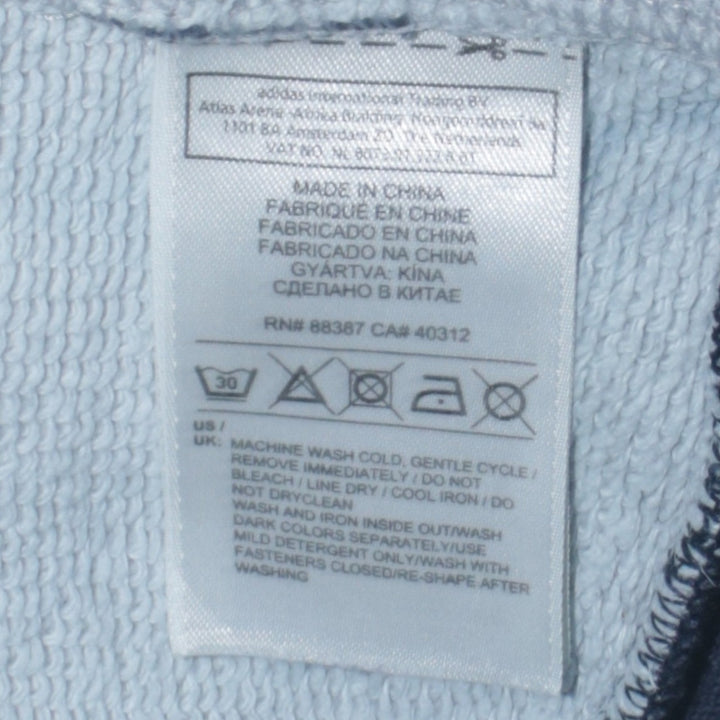 adidas International Trading BV
Atlas Arena Africa Building Hoogoorddreef 9a
1101 BA Amsterdam ZO, The Netherlands
VAT NO. NL
MADE IN CHINA
FABRIQUÉ EN CHINE
FABRICADO EN CHINA
FABRICADO NA CHINA
GYÁRTVA: KÍNA
СДЕЛАНО В КИТАЕ
RN# 88387 CA# 40312
30
US /
UK: MACHINE WASH COLD, GENTLE CYCLE /
REMOVE IMMEDIATELY / DO NOT
BLEACH / LINE DRY / COOL IRON / DO
NOT DRYCLEAN
WASH AND IRON INSIDE OUT/WASH
DARK COLORS SEPARATELY/USE
MILD DETERGENT ONLY/WASH WITH
FASTENERS CLOSED/RE-SHAPE AFTER
WASHING